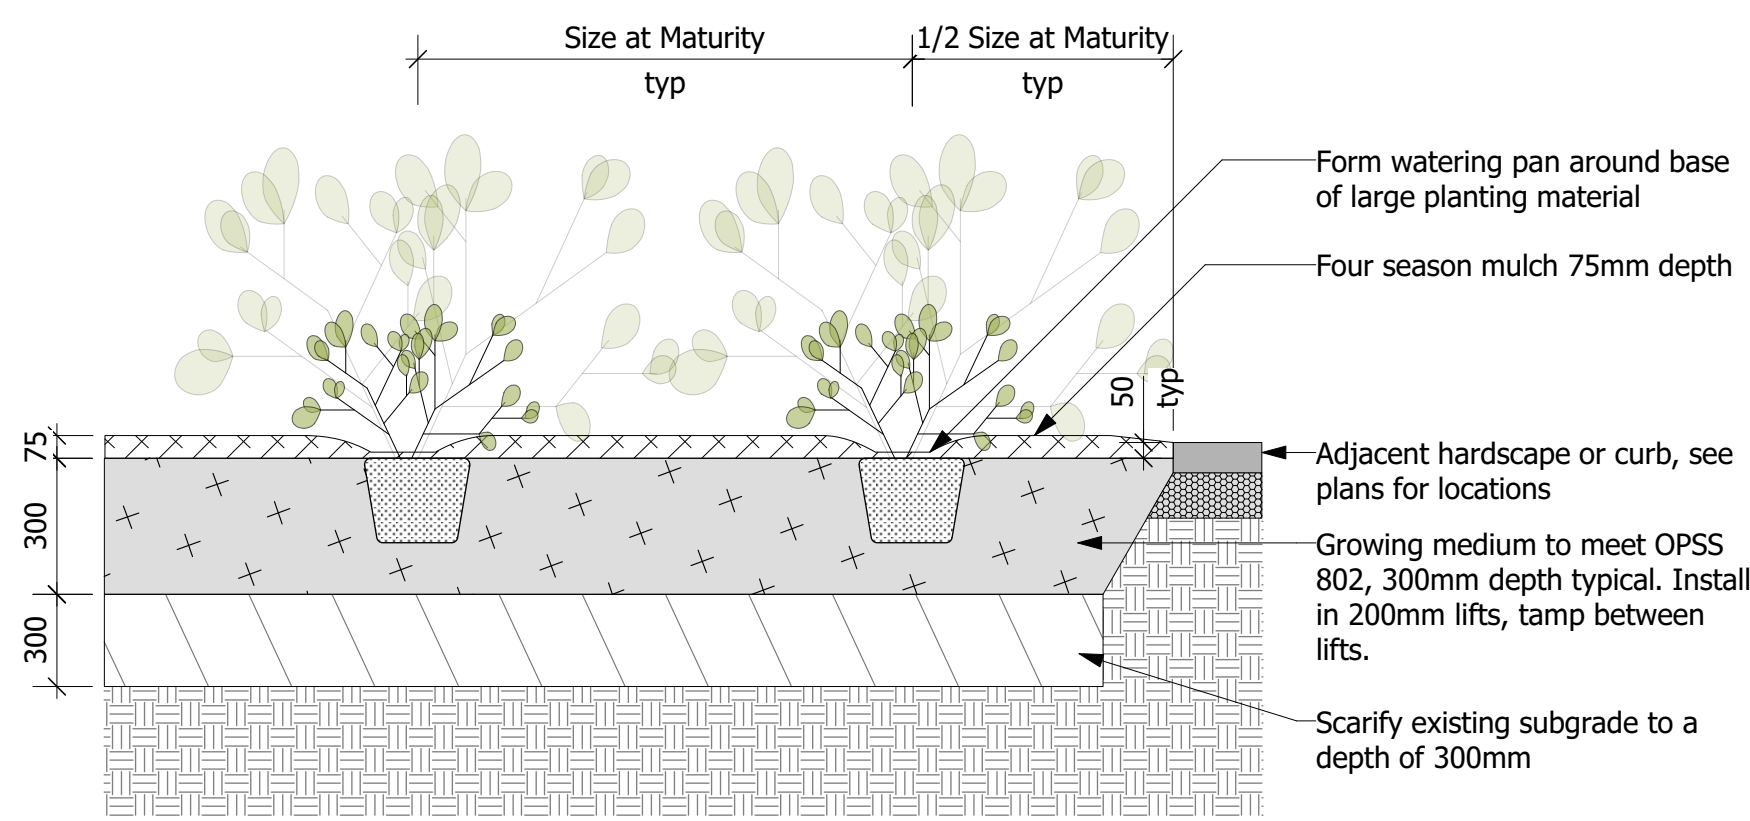 Size at Maturity
typ
1/2 Size at Maturity
typ
Form watering pan around base
of large planting material
Four season mulch 75mm depth
50
typ
75
300
300
Adjacent hardscape or curb, see
plans for locations
Growing medium to meet OPSS
802, 300mm depth typical. Install
in 200mm lifts, tamp between
lifts.
Scarify existing subgrade to a
depth of 300mm